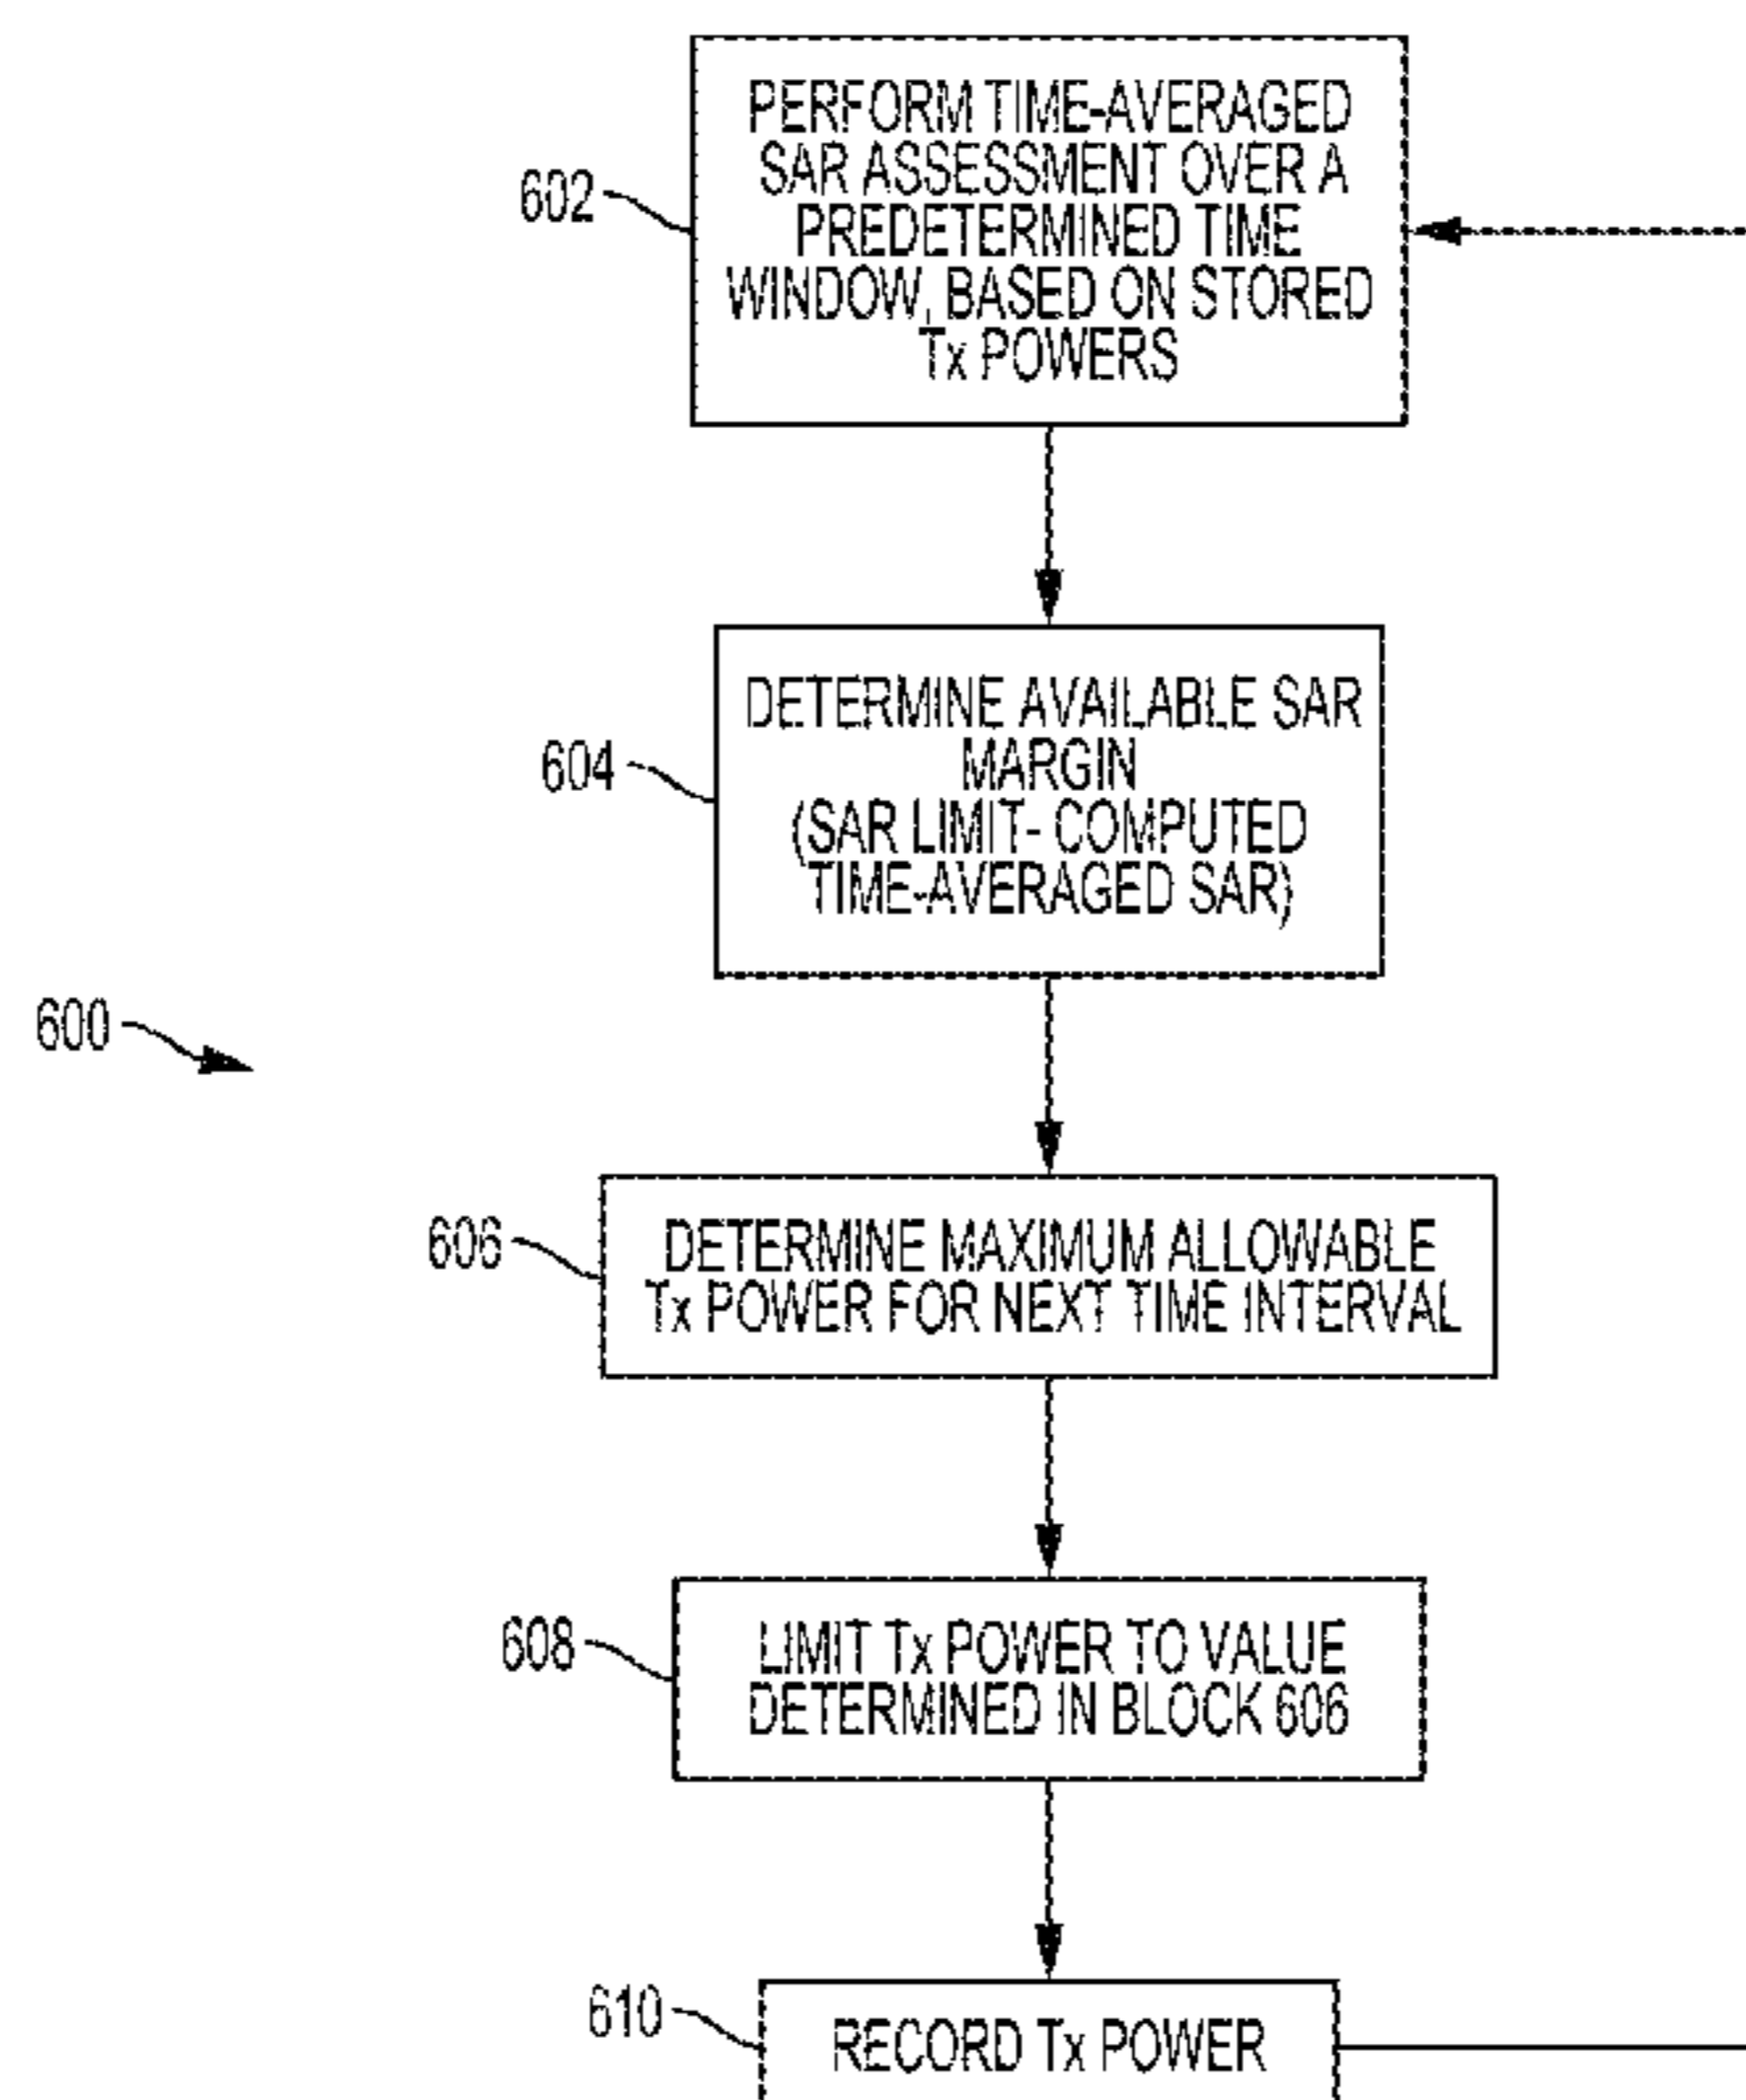 PERFORM TIME-AVERAGED
SAR ASSESSMENT OVER A
602
PREDETERMINED TIME
WINDOW, BASED ON STORED
Tx POWERS
DETERMINE AVAILABLE SAR
604
MARGIN
(SAR LIMIT- COMPUTED
TIME-AVERAGED SAR)
600
606
DETERMINE MAXIMUM ALLOWABLE
Tx POWER FOR NEXT TIME INTERVAL
608
LIMIT Tx POWER TO VALUE
DETERMINED IN BLOCK 606
610
RECORD Tx POWER